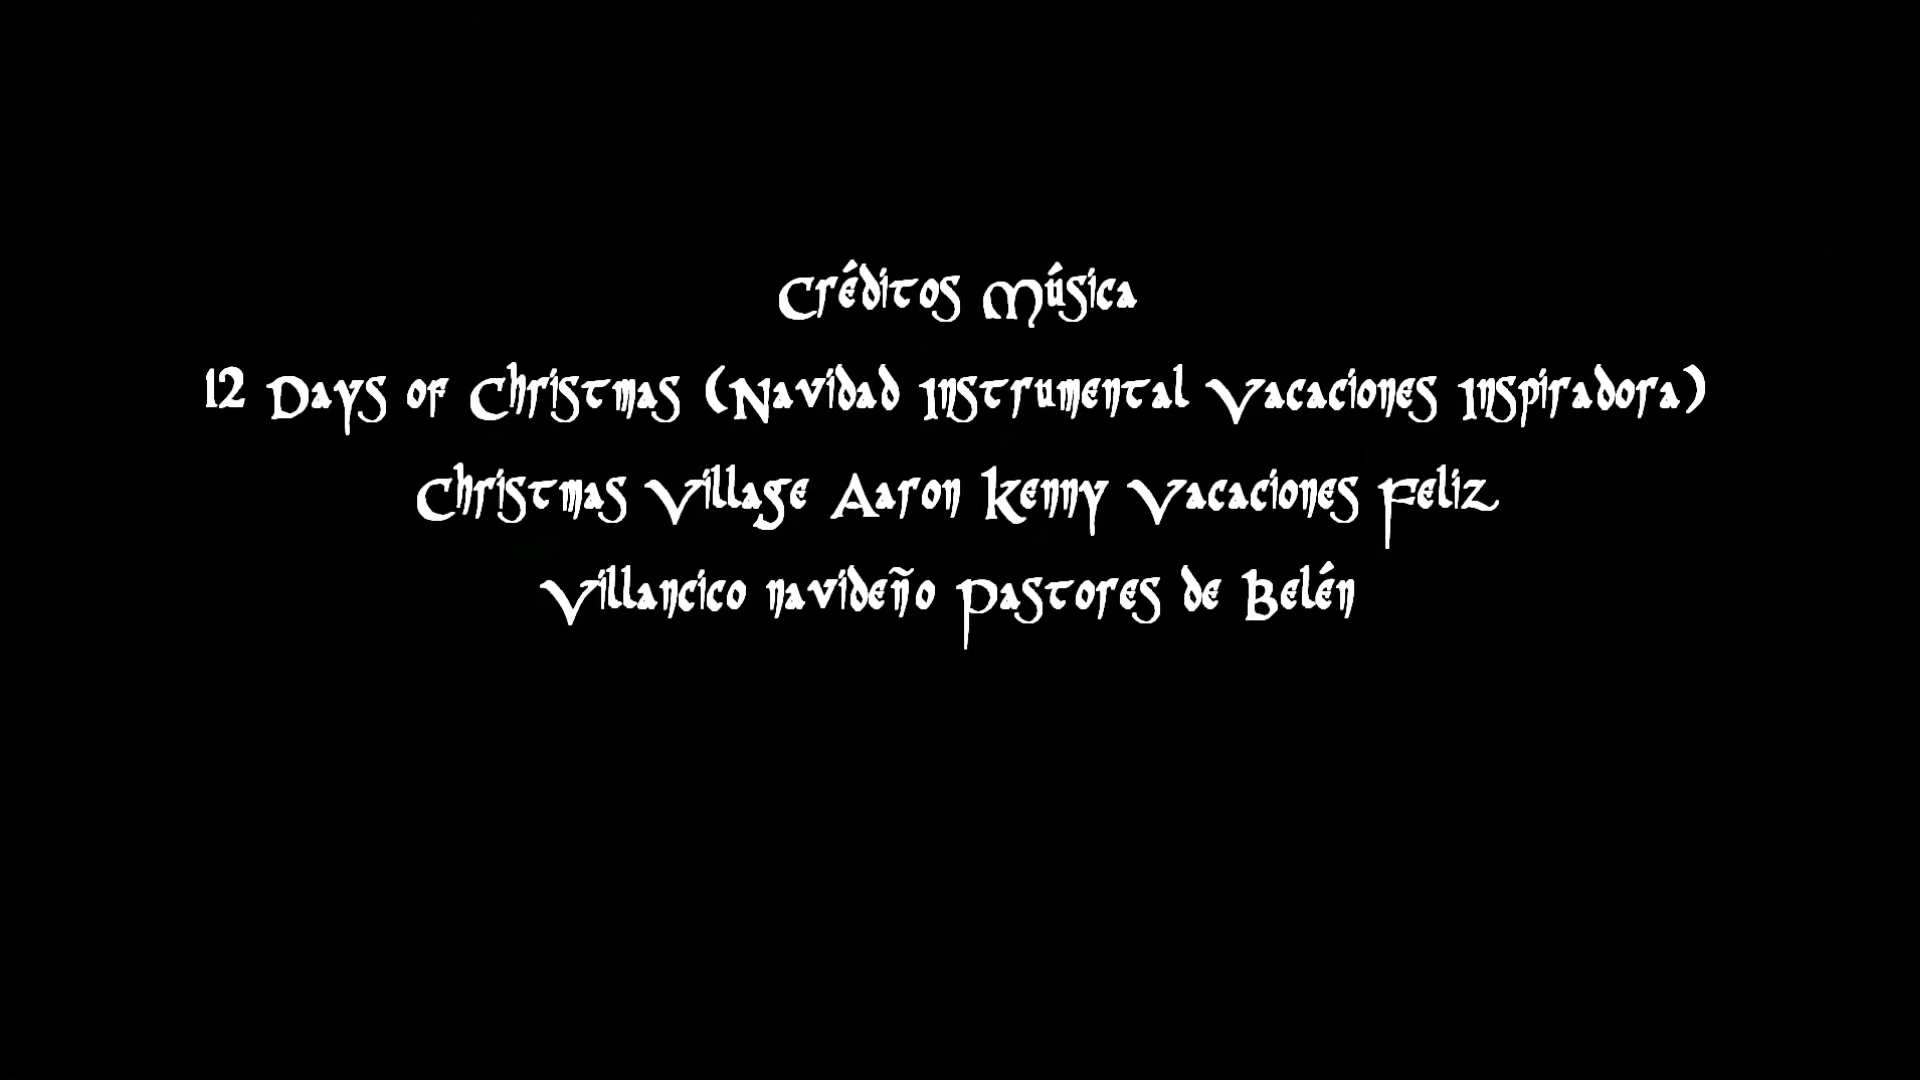 Créditos Música
12 Days of Christmas (Navidad Instrumental Vacaciones Inspiradora)
Christmas Village Aaron Kenny Vacaciones Feliz
Villancico navideño Pastores de Belén